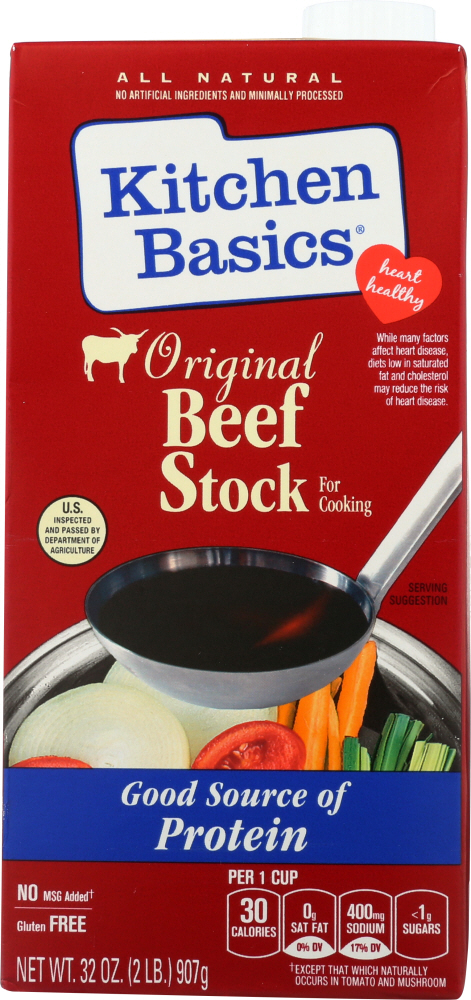 ALL NATURAL
NO ARTIFICIAL INGREDIENTS AND MINIMALLY PROCESSED
Kitchen
Basics®
heart
healthy
While many factors
affect heart disease,
diets low in saturated
fat and cholesterol
may reduce the risk
of heart disease.
Original
Beef
Stock
For
Cooking
U.S.
INSPECTED
AND PASSED BY
DEPARTMENT OF
AGRICULTURE
SERVING
SUGGESTION
Good Source of
Protein
PER 1 CUP
NO MSG Added†
Gluten FREE
30
CALORIES
0g
SAT FAT
0% DV
400mg
SODIUM
17% DV
<1g
SUGARS
NET WT. 32 OZ. (2 LB.) 907g
†EXCEPT THAT WHICH NATURALLY
OCCURS IN TOMATO AND MUSHROOM